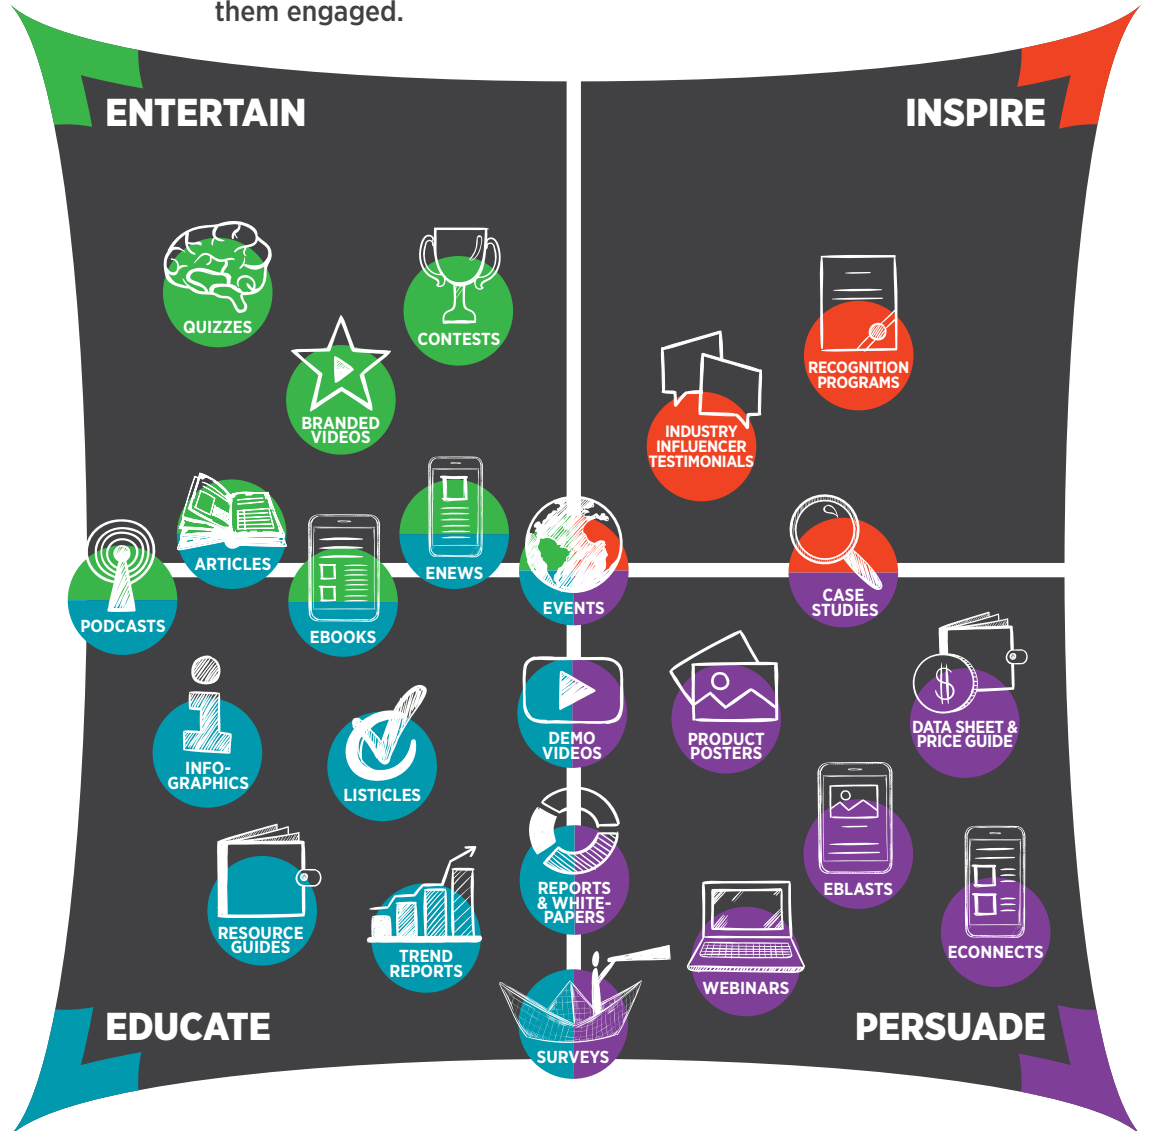 them engaged.
ENTERTAIN
INSPIRE
QUIZZES
CONTESTS
BRANDED
VIDEOS
RECOGNITION
PROGRAMS
INDUSTRY
INFLUENCER
TESTIMONIALS
ARTICLES
ENEWS
PODCASTS
EBOOKS
EVENTS
CASE
STUDIES
INFO-
GRAPHICS
LISTICLES
DEMO
VIDEOS
PRODUCT
POSTERS
$
DATA SHEET &
PRICE GUIDE
RESOURCE
GUIDES
TREND
REPORTS
REPORTS
& WHITE-
PAPERS
EBLASTS
WEBINARS
ECONNECTS
SURVEYS
EDUCATE
PERSUADE